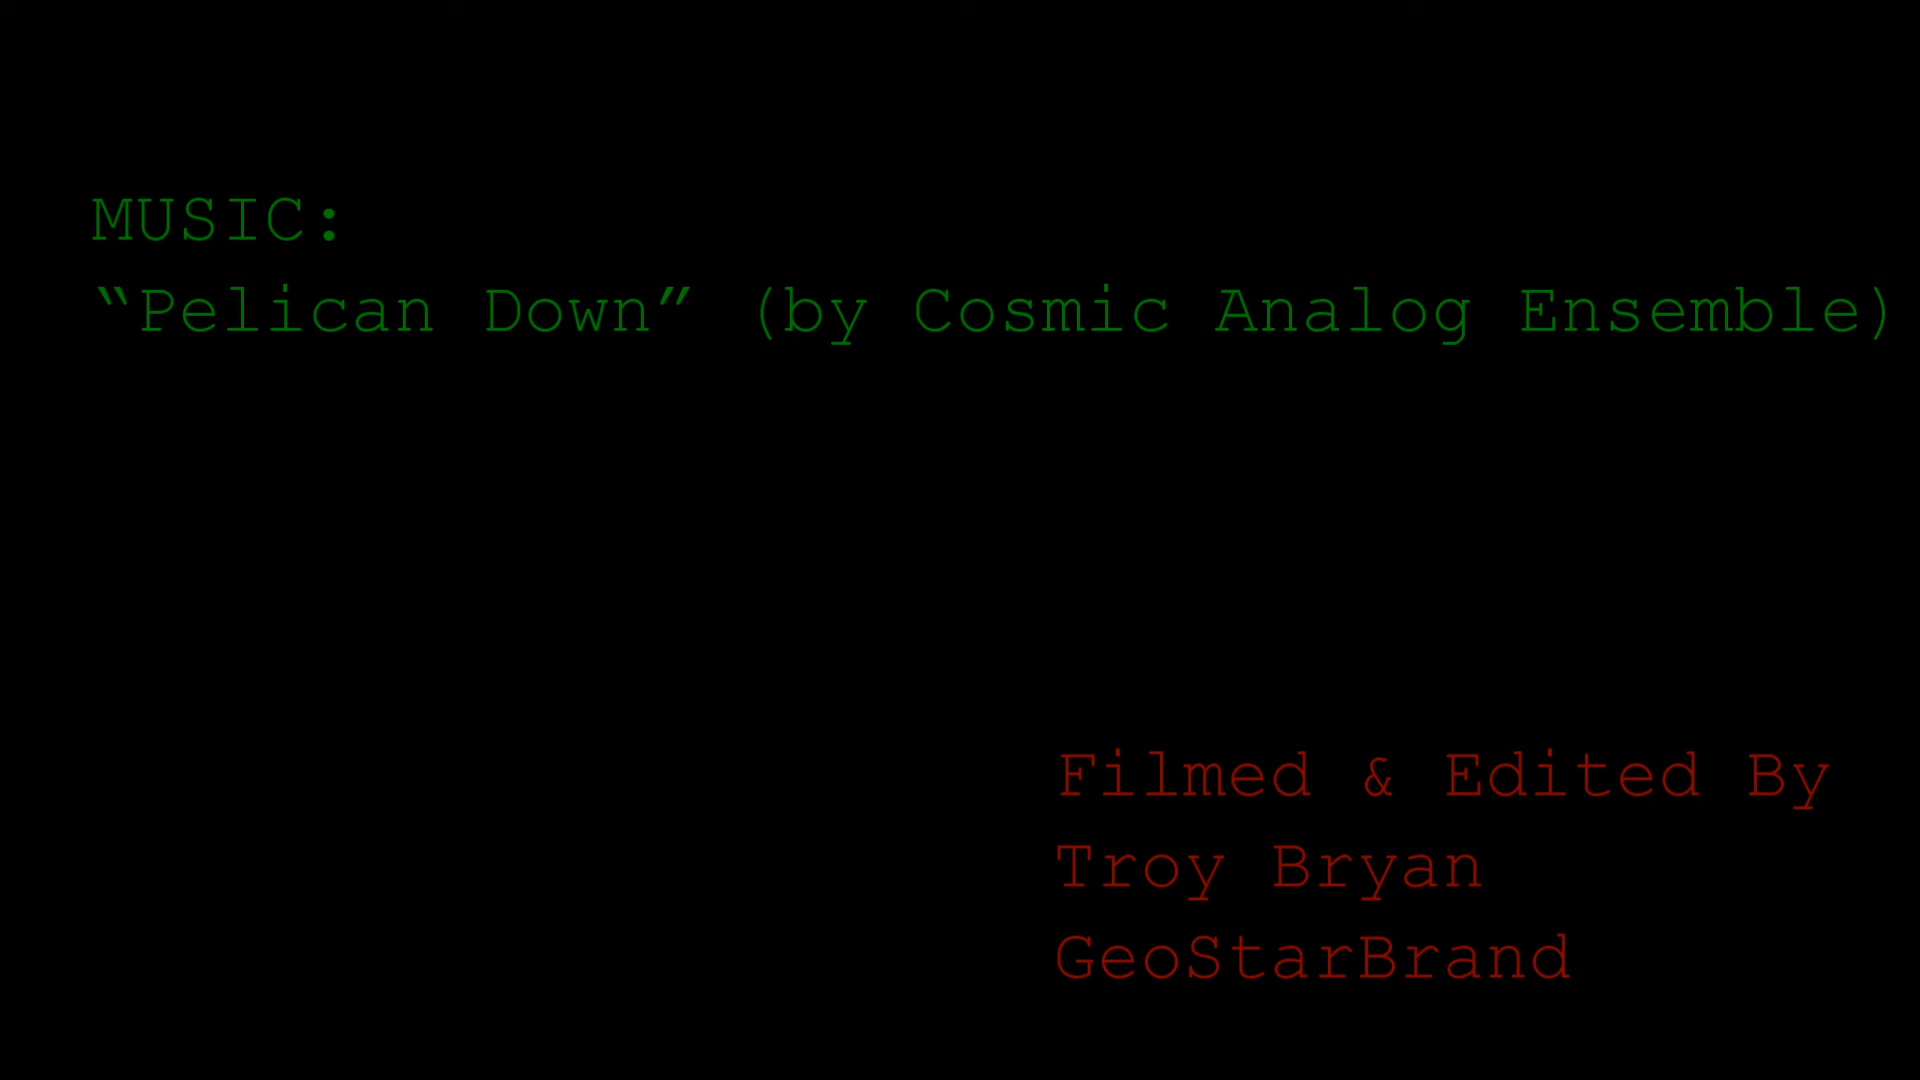 MUSIC:
“Pelican Down” (by Cosmic Analog Ensemble)
Filmed & Edited By
Troy Bryan
GeoStarBrand